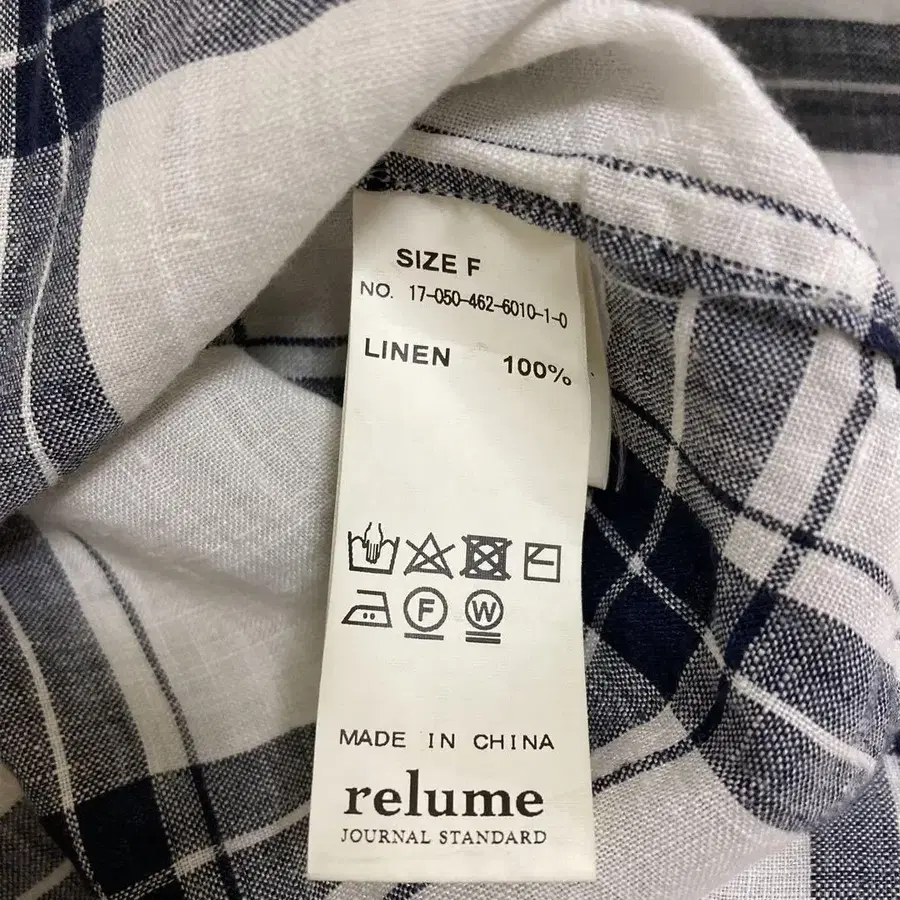 SIZE F
NO. 17-050-462-6010-1-0
LINEN 100%
F W
MADE IN CHINA
relume
JOURNAL STANDARD